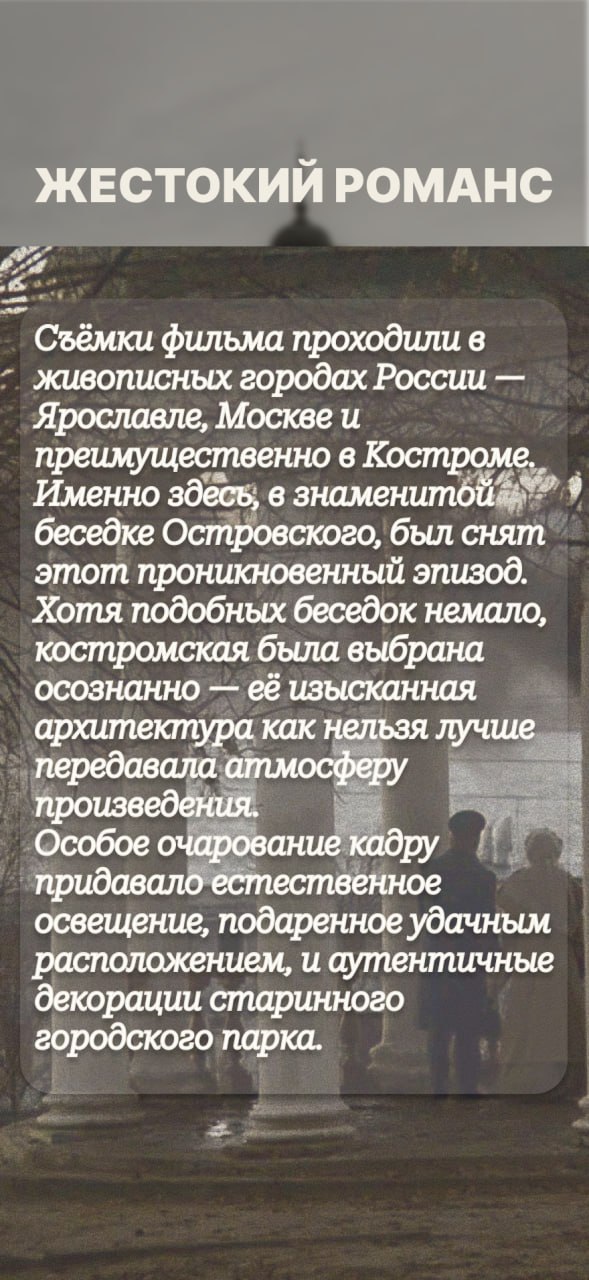 ЖЕСТОКИЙ РОМАНС
Съёмки фильма проходили в
живописных городах России —
Ярославле, Москве и
преимущественно в Костроме.
Именно здесь, в знаменитой
беседке Островского, был снят
этот проникновенный эпизод.
Хотя подобных беседок немало,
костромская была выбрана
осознанно — её изысканная
архитектура как нельзя лучше
передавала атмосферу
произведения.
Особое очарование кадру
придавало естественное
освещение, подаренное удачным
расположением, и аутентичные
декорации старинного
городского парка.